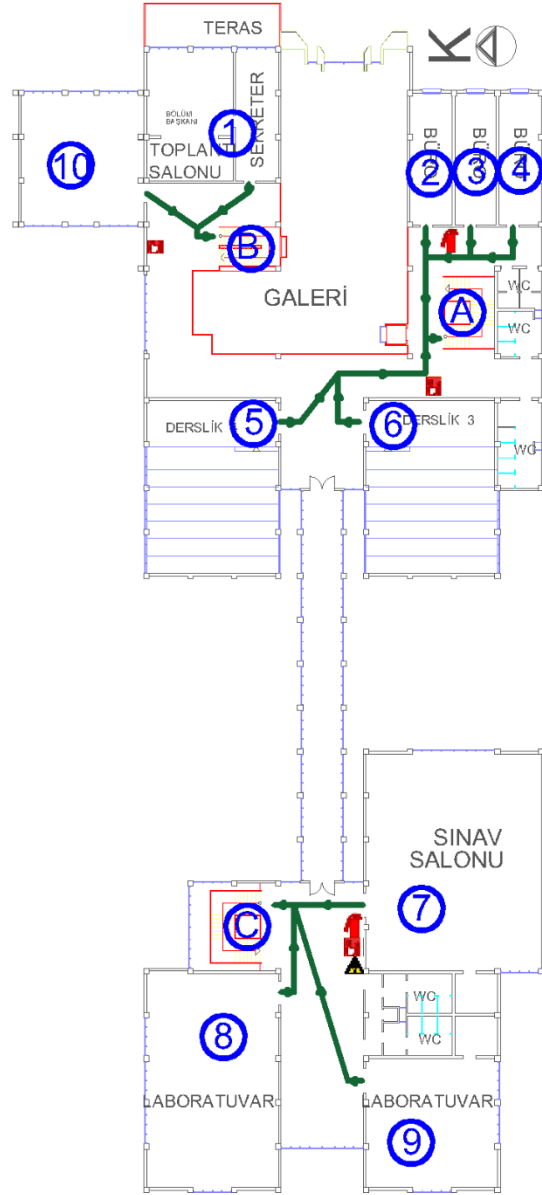 TERAS
K
BÖLÜM
BAŞKANI
1
SEKRETER
TOPLANTI
SALONU
10
BÜRO
BÜRO
BÜRO
2
3
4
B
GALERİ
A
WC
WC
DERSLİK
5
6
DERSLİK 3
WC
SINAV
SALONU
7
C
WC
WC
8
LABORATUVAR
LABORATUVAR
9